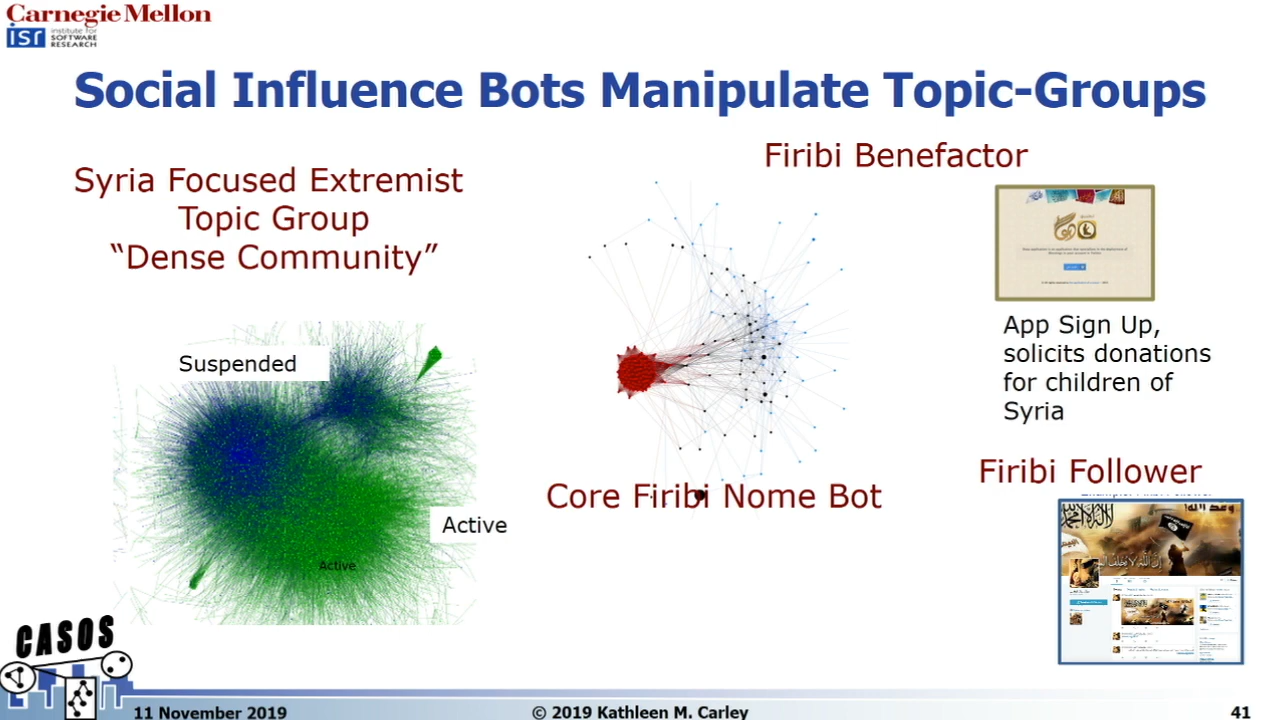 Carnegie Mellon
isr institute for
SOFTWARE
RESEARCH
Social Influence Bots Manipulate Topic-Groups
Syria Focused Extremist
Topic Group
“Dense Community”
Suspended
Active
Active
Firibi Benefactor
Core Firibi Nome Bot
App Sign Up,
solicits donations
for children of
Syria
Firibi Follower
CASOS
11 November 2019
© 2019 Kathleen M. Carley
41